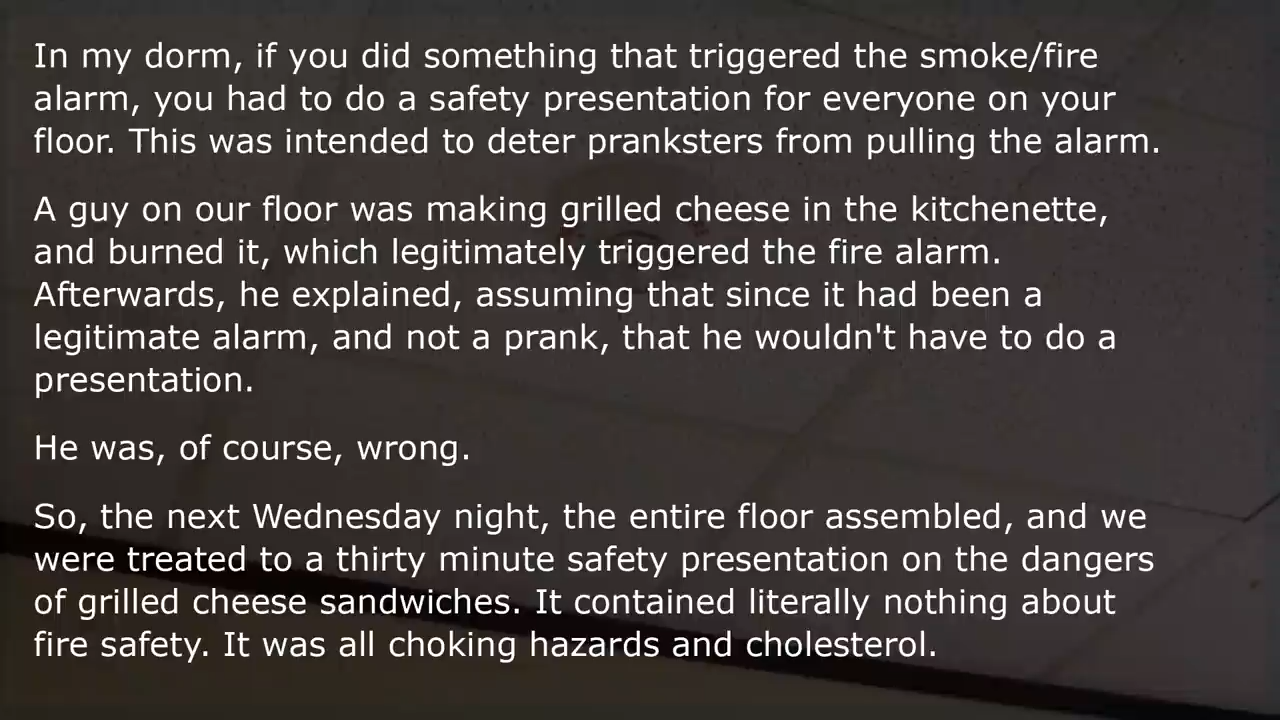 In my dorm, if you did something that triggered the smoke/fire
alarm, you had to do a safety presentation for everyone on your
floor. This was intended to deter pranksters from pulling the alarm.
A guy on our floor was making grilled cheese in the kitchenette,
and burned it, which legitimately triggered the fire alarm.
Afterwards, he explained, assuming that since it had been a
legitimate alarm, and not a prank, that he wouldn't have to do a
presentation.
He was, of course, wrong.
So, the next Wednesday night, the entire floor assembled, and we
were treated to a thirty minute safety presentation on the dangers
of grilled cheese sandwiches. It contained literally nothing about
fire safety. It was all choking hazards and cholesterol.